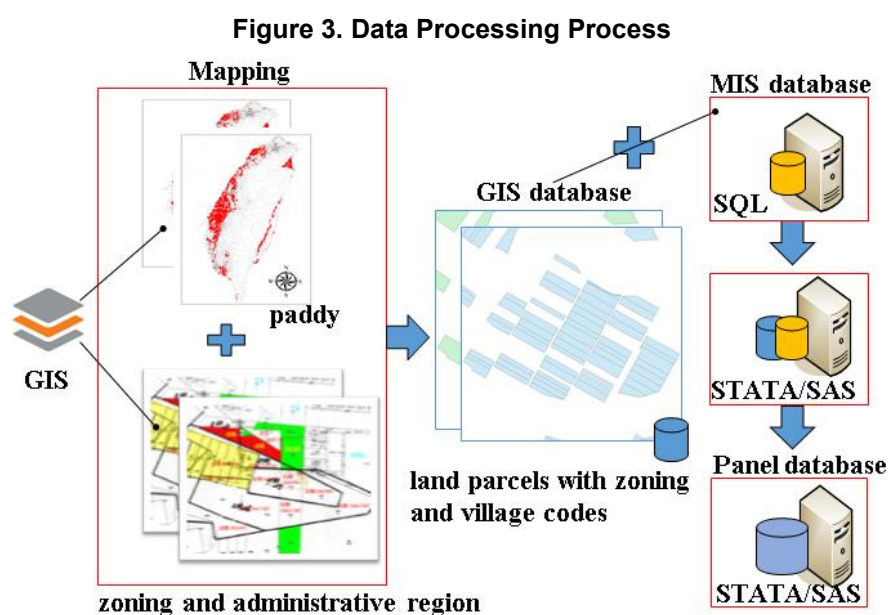 Figure 3. Data Processing Process
Mapping
MIS database
GIS database
SQL
paddy
GIS
STATA/SAS
land parcels with zoning
and village codes
Panel database
STATA/SAS
zoning and administrative region